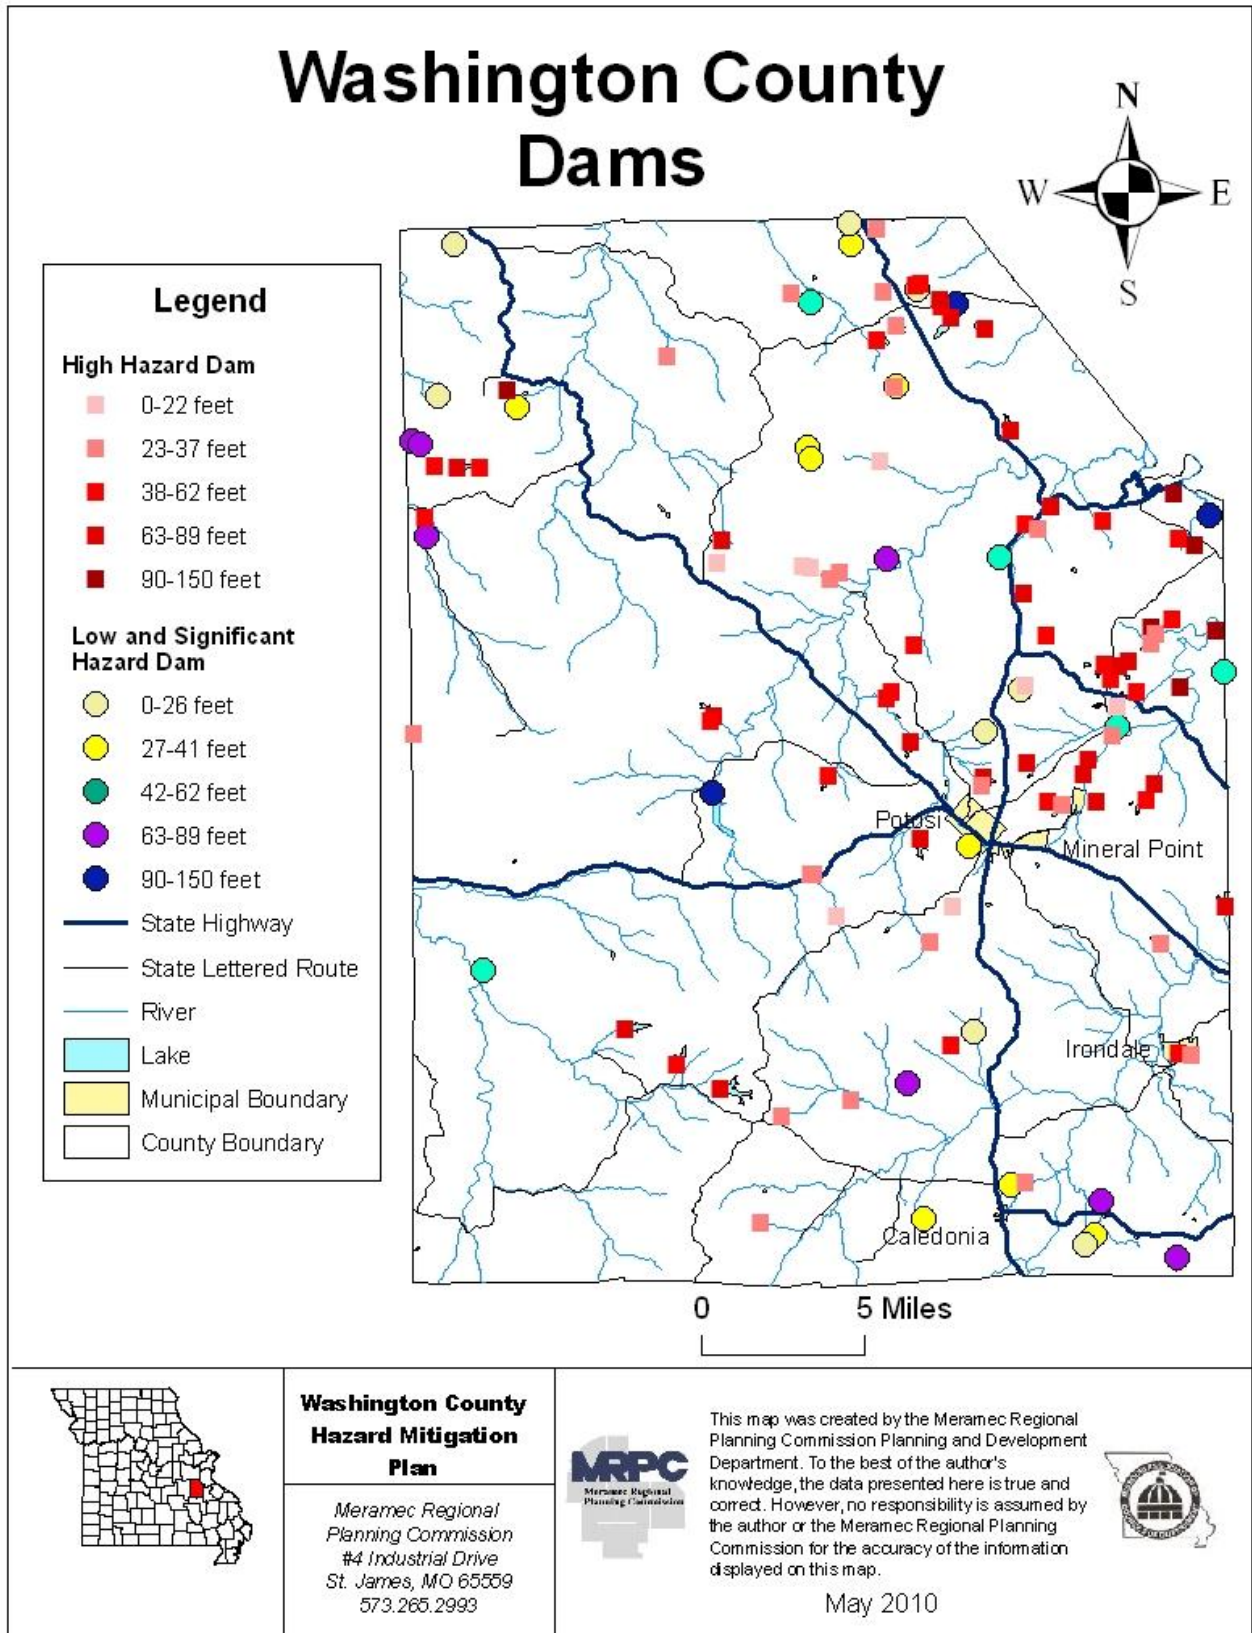 Washington County
Dams
N
W
E
S
Legend
High Hazard Dam
0-22 feet
23-37 feet
38-62 feet
63-89 feet
90-150 feet
Low and Significant
Hazard Dam
0-26 feet
27-41 feet
42-62 feet
63-89 feet
90-150 feet
State Highway
State Lettered Route
River
Lake
Municipal Boundary
County Boundary
Potosi
Mineral Point
Irondale
Caledonia
0 5 Miles
Washington County
Hazard Mitigation
Plan
Meramec Regional
Planning Commission
#4 Industrial Drive
St. James, MO 65559
573.265.2993
MRPC
Meramec Regional
Planning Commission
This map was created by the Meramec Regional
Planning Commission Planning and Development
Department. To the best of the author's
knowledge, the data presented here is true and
correct. However, no responsibility is assumed by
the author or the Meramec Regional Planning
Commission for the accuracy of the information
displayed on this map.
May 2010